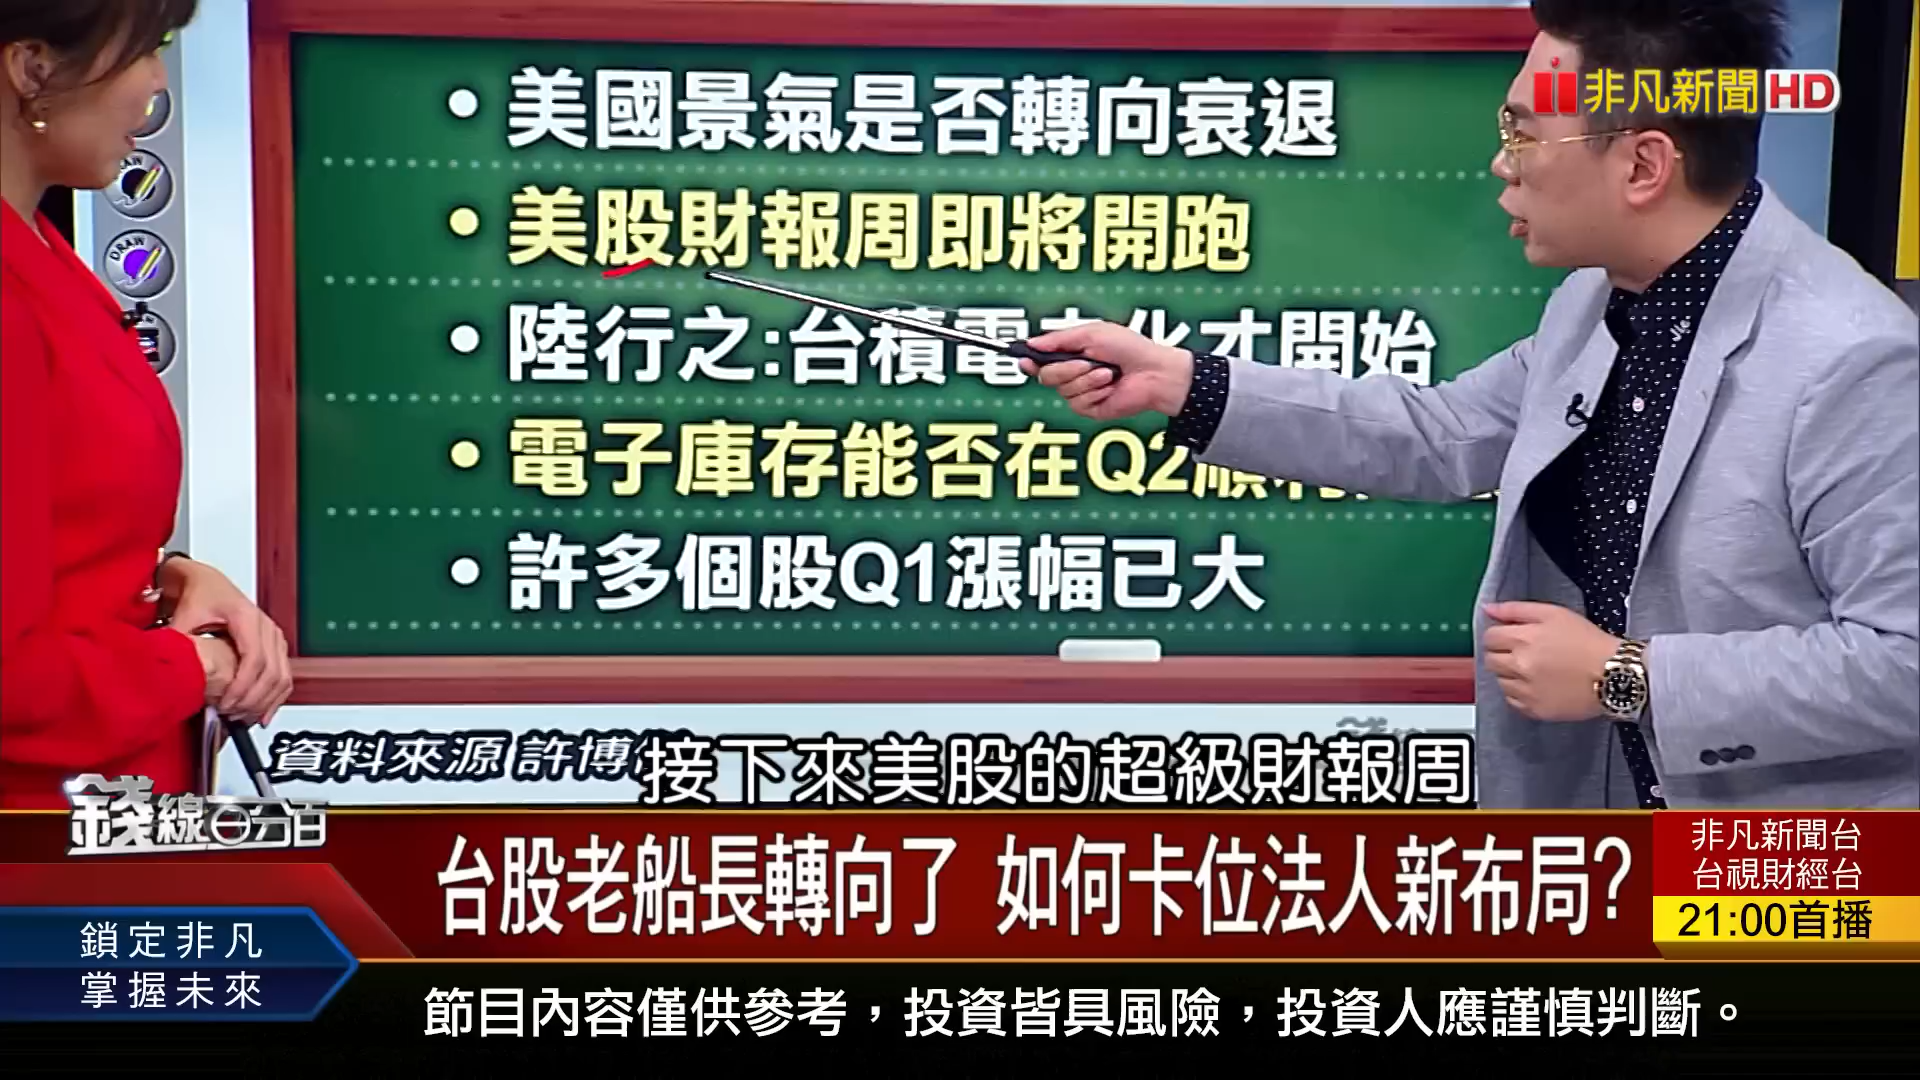 非凡新聞HD
• 美國景氣是否轉向衰退
• 美股財報周即將開跑
• 陸行之:台積電 才開始
• 電子庫存能否在Q2順利
• 許多個股Q1漲幅已大
DRAW
資料來源 許博
接下來美股的超級財報周
錢線百分百
台股老船長轉向了 如何卡位法人新布局?
非凡新聞台
台視財經台
21:00首播
鎖定非凡
掌握未來
節目內容僅供參考，投資皆具風險，投資人應謹慎判斷。